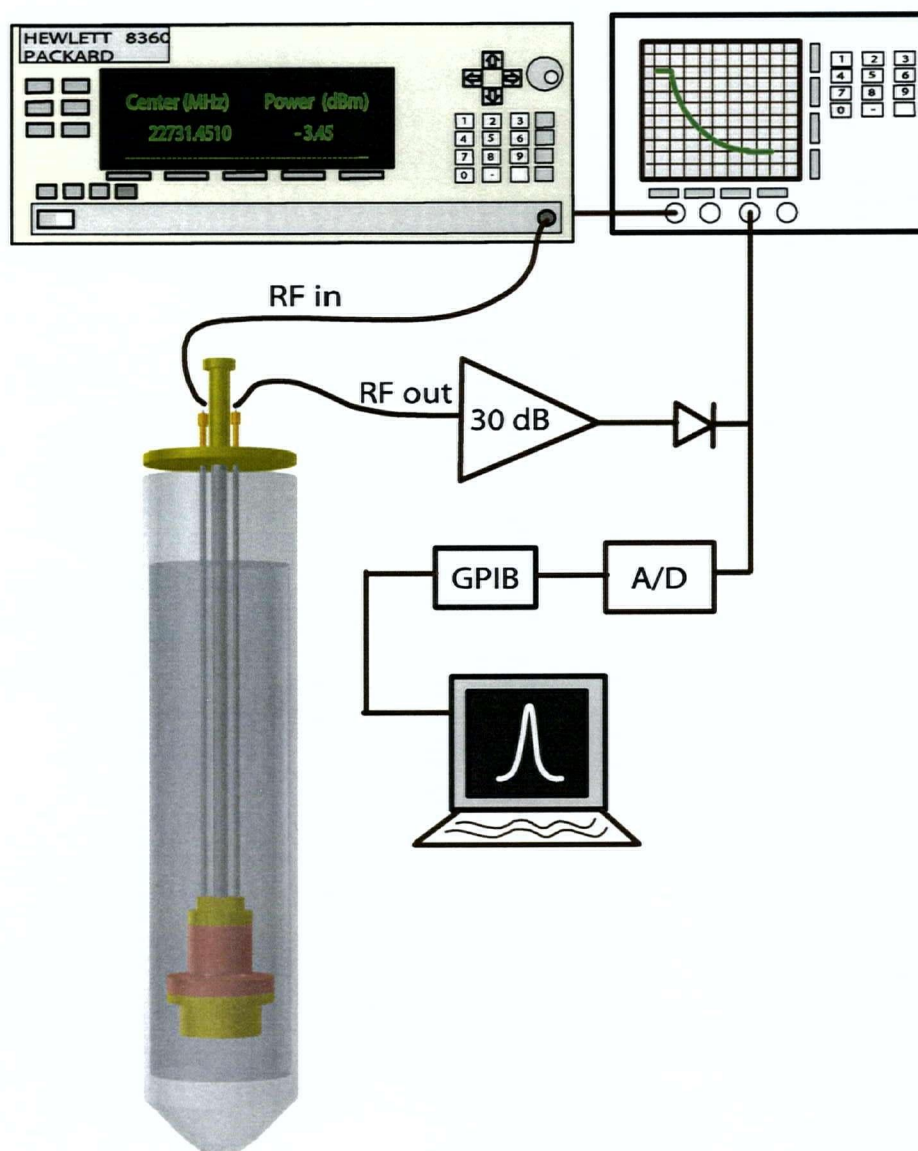 HEWLETT 8360
PACKARD
Center (MHz) Power (dBm)
22731.4510 -3.45
1 2 3
4 5 6
7 8 9
0 -
1 2 3
4 5 6
7 8 9
0 -
RF in
RF out
30 dB
GPIB
A/D